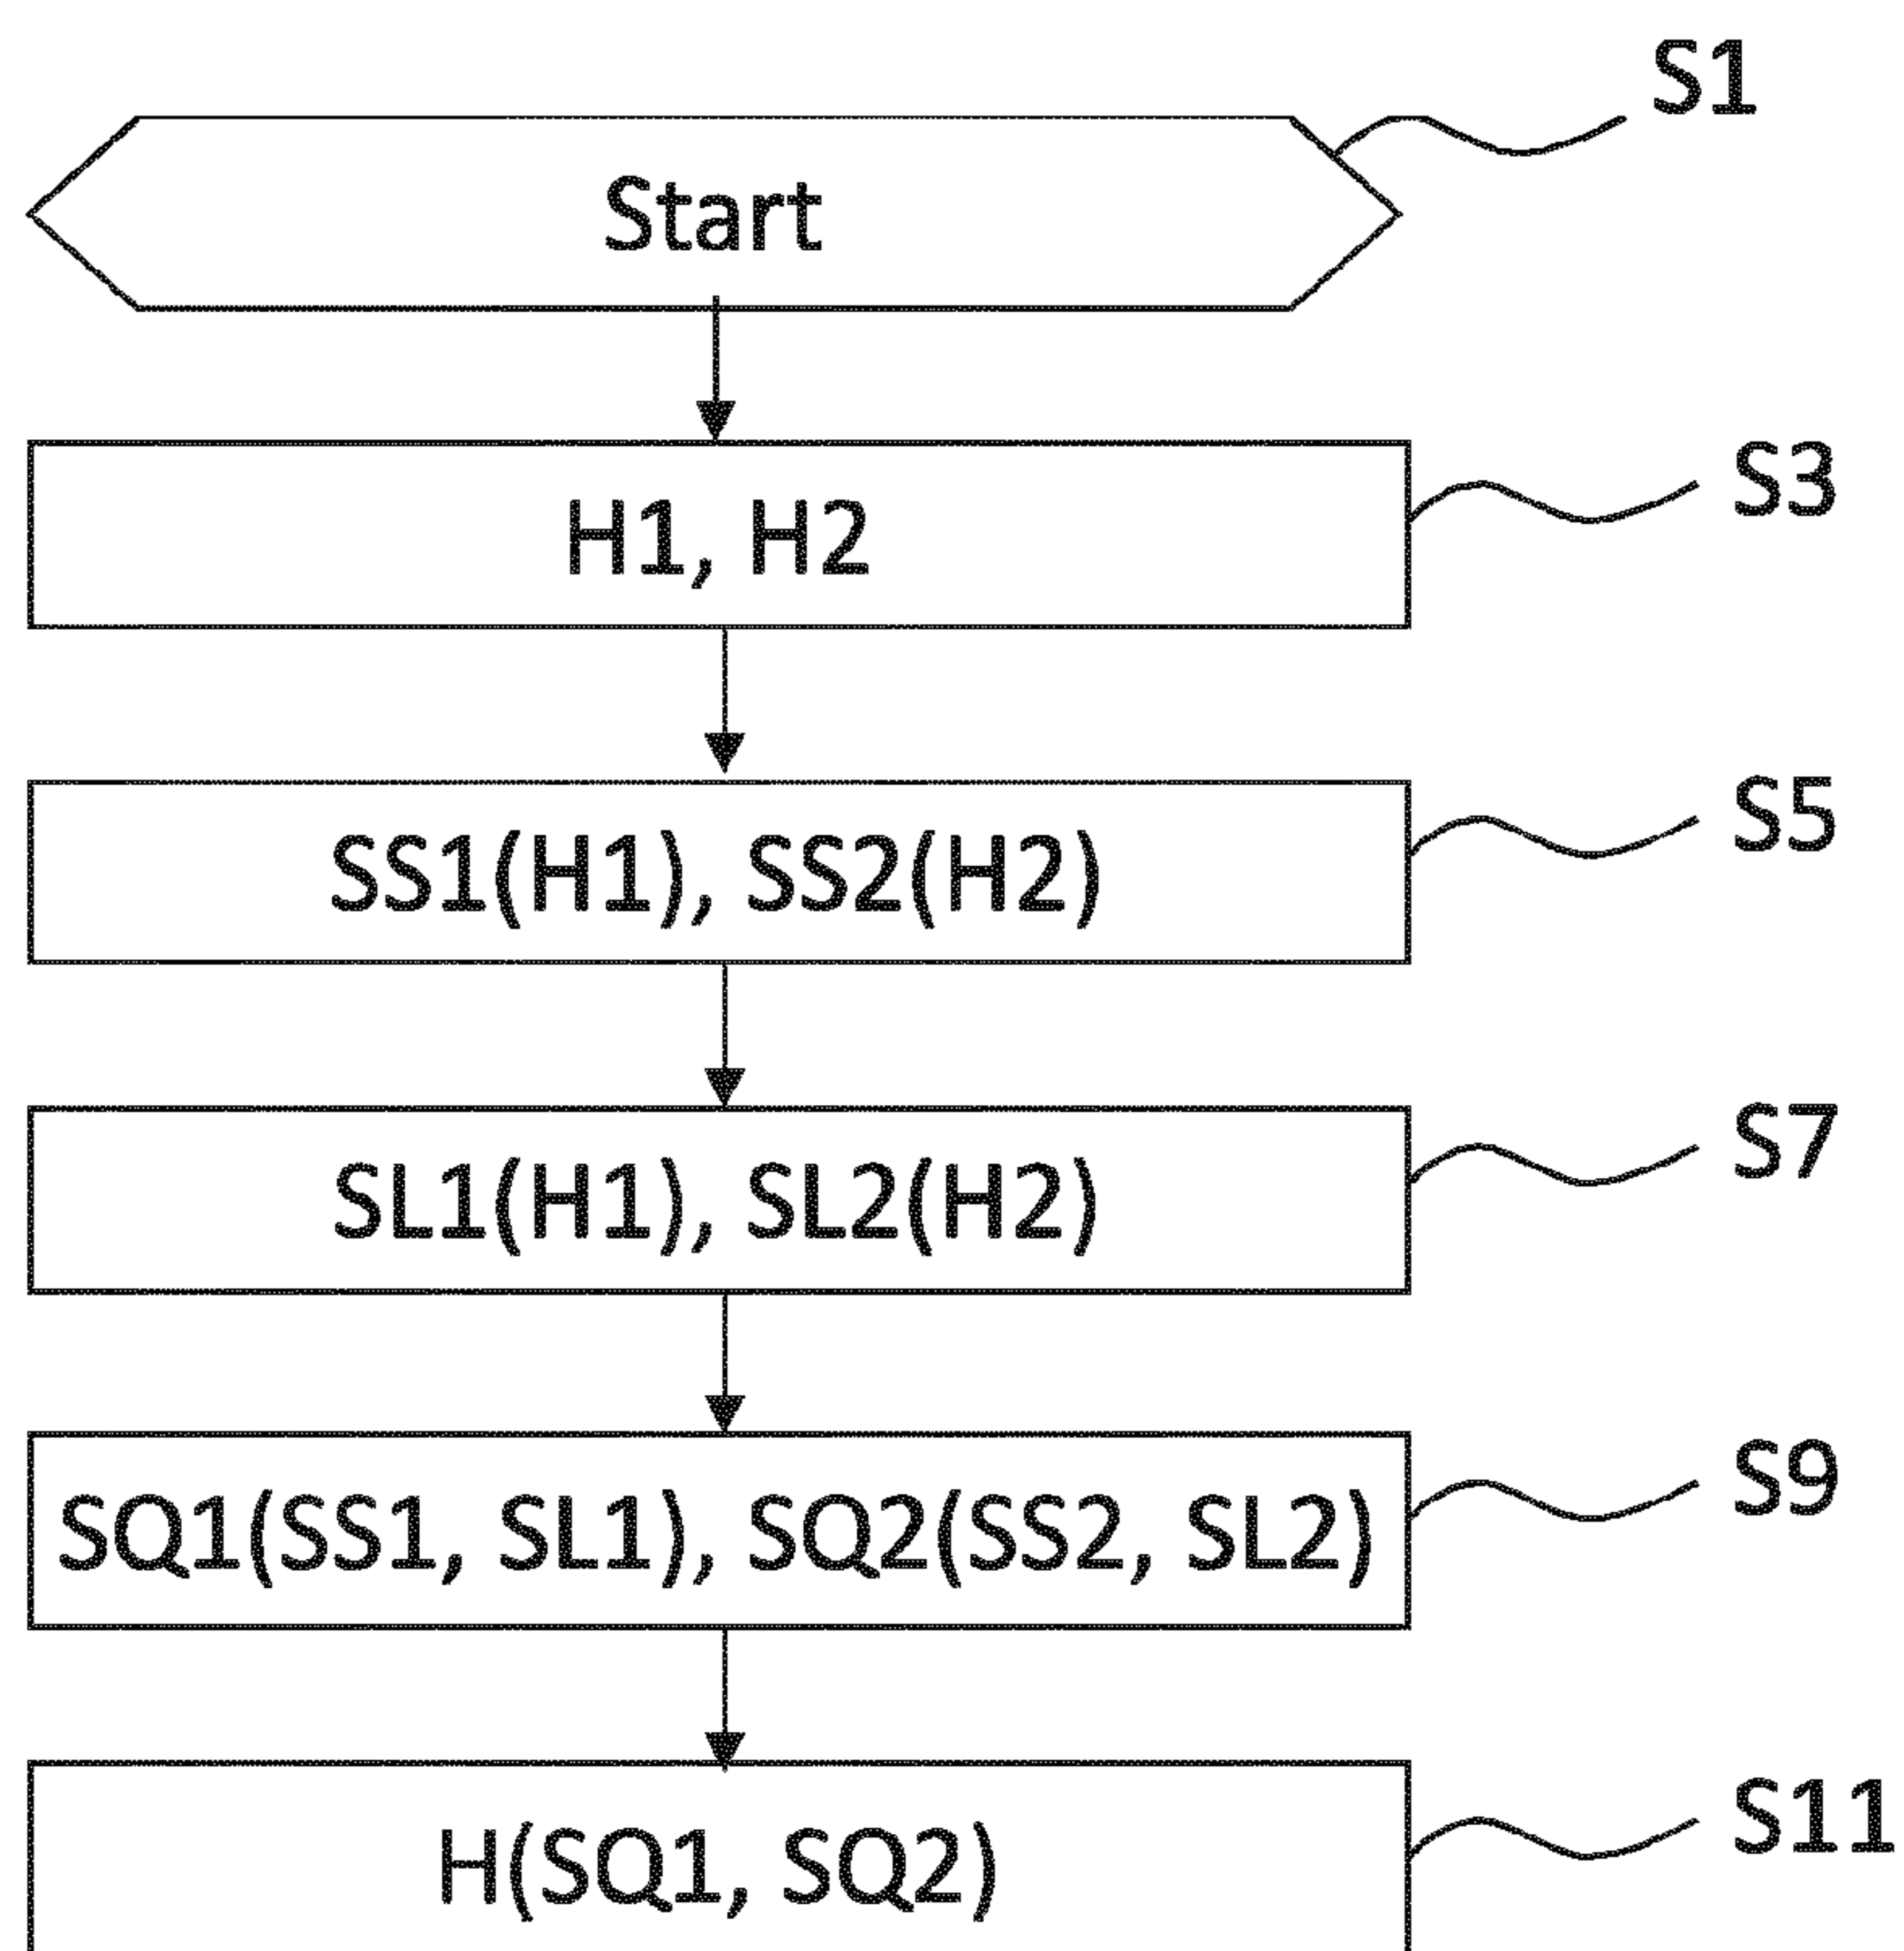 S1
Start
H1, H2
S3
SS1(H1), SS2(H2)
S5
SL1(H1), SL2(H2)
S7
SQ1(SS1, SL1), SQ2(SS2, SL2)
S9
H(SQ1, SQ2)
S11